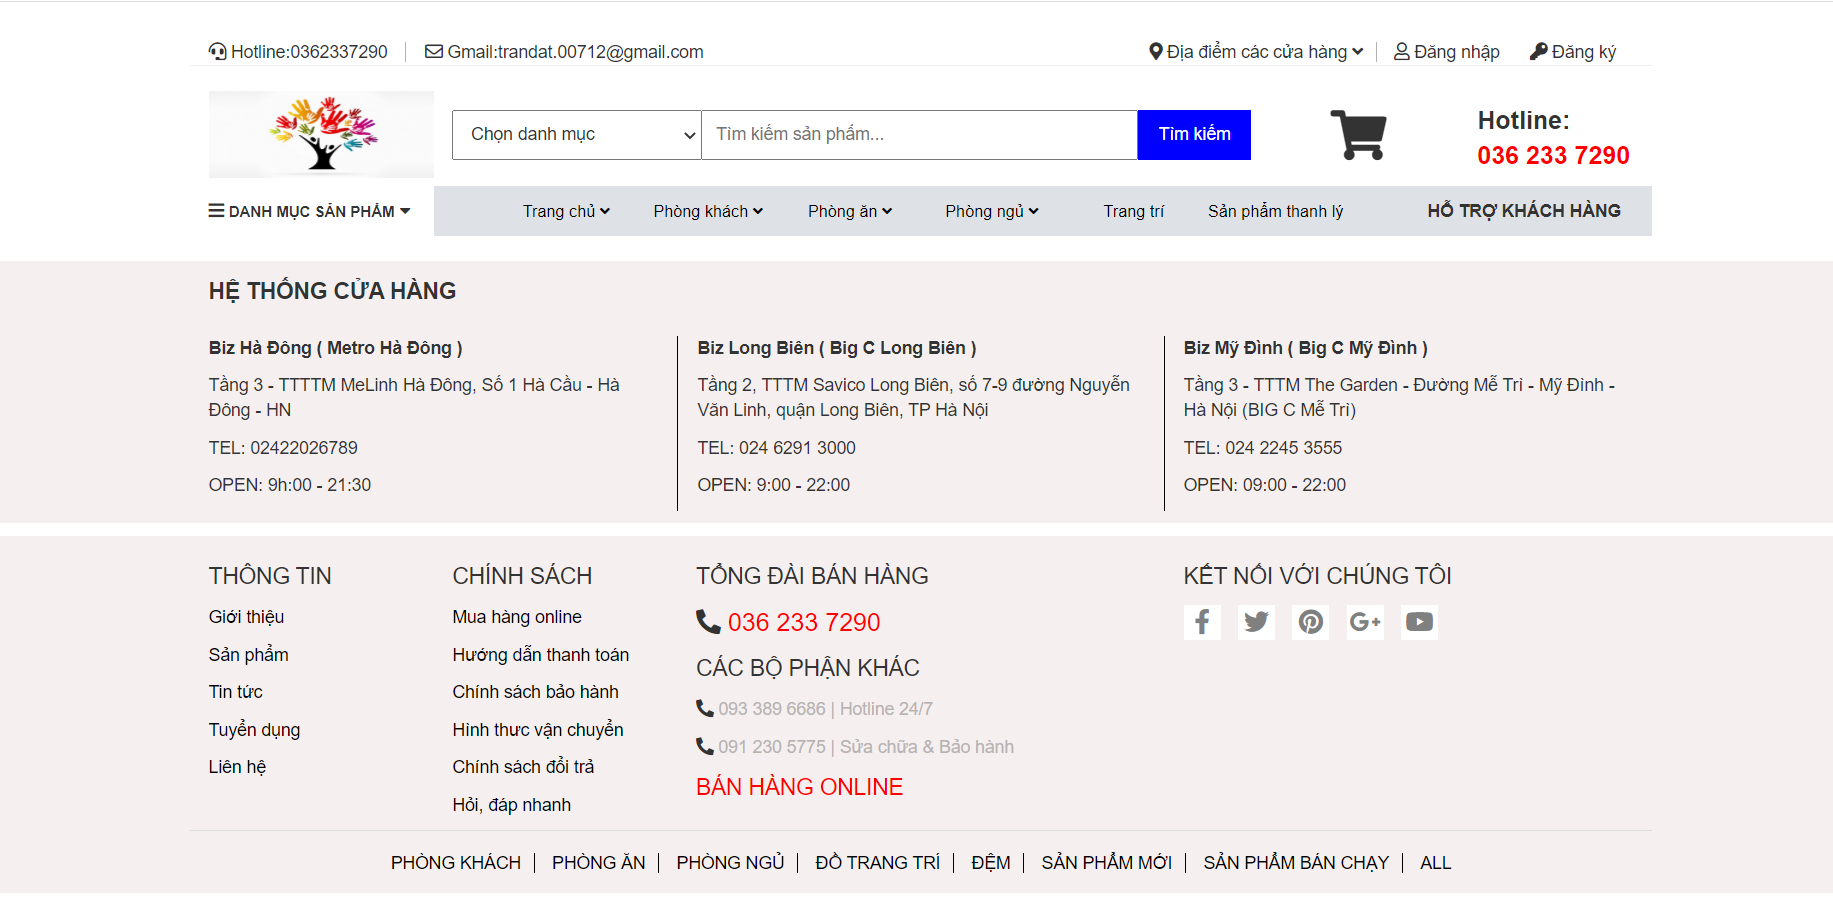 Hotline:0362337290
Gmail:trandat.00712@gmail.com
Địa điểm các cửa hàng
Đăng nhập
Đăng ký
Chọn danh mục
Tìm kiếm sản phẩm...
Tìm kiếm
Hotline:
036 233 7290
DANH MỤC SẢN PHẨM
Trang chủ
Phòng khách
Phòng ăn
Phòng ngủ
Trang trí
Sản phẩm thanh lý
HỖ TRỢ KHÁCH HÀNG
HỆ THỐNG CỬA HÀNG
Biz Hà Đông ( Metro Hà Đông )
Tầng 3 - TTTTM MeLinh Hà Đông, Số 1 Hà Cầu - Hà
Đông - HN
TEL: 02422026789
OPEN: 9h:00 - 21:30
Biz Long Biên ( Big C Long Biên )
Tầng 2, TTTM Savico Long Biên, số 7-9 đường Nguyễn
Văn Linh, quận Long Biên, TP Hà Nội
TEL: 024 6291 3000
OPEN: 9:00 - 22:00
Biz Mỹ Đình ( Big C Mỹ Đình )
Tầng 3 - TTTM The Garden - Đường Mễ Trì - Mỹ Đình -
Hà Nội (BIG C Mễ Trì)
TEL: 024 2245 3555
OPEN: 09:00 - 22:00
THÔNG TIN
Giới thiệu
Sản phẩm
Tin tức
Tuyển dụng
Liên hệ
CHÍNH SÁCH
Mua hàng online
Hướng dẫn thanh toán
Chính sách bảo hành
Hình thưc vận chuyển
Chính sách đổi trả
Hỏi, đáp nhanh
TỔNG ĐÀI BÁN HÀNG
036 233 7290
CÁC BỘ PHẬN KHÁC
093 389 6686 | Hotline 24/7
091 230 5775 | Sửa chữa & Bảo hành
BÁN HÀNG ONLINE
KẾT NỐI VỚI CHÚNG TÔI
PHÒNG KHÁCH
PHÒNG ĂN
PHÒNG NGỦ
ĐỒ TRANG TRÍ
ĐỆM
SẢN PHẨM MỚI
SẢN PHẨM BÁN CHẠY
ALL